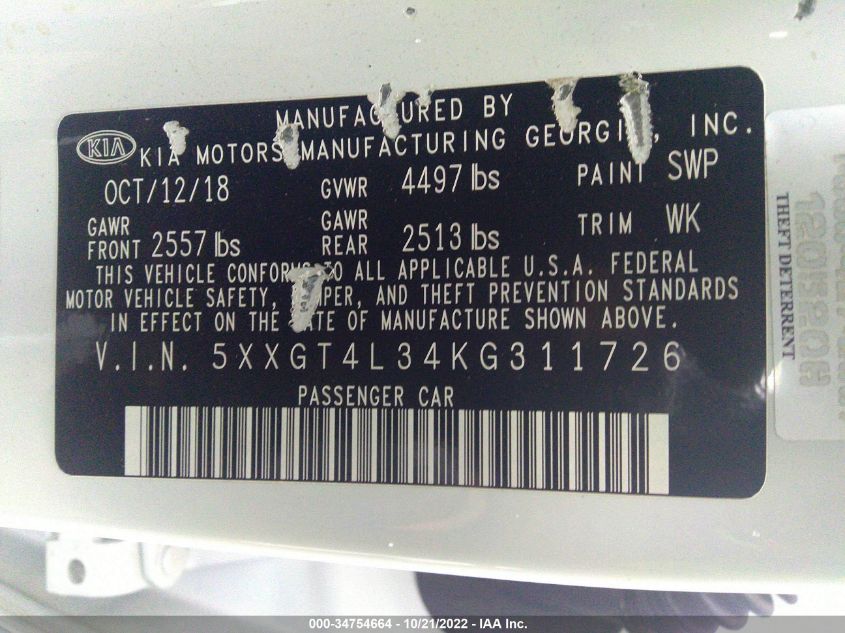 MANUFACTURED BY
KIA KIA MOTORS MANUFACTURING GEORGIA, INC.
OCT/12/18 GVWR 4497 lbs PAINT SWP
GAWR FRONT 2557 lbs GAWR REAR 2513 lbs TRIM WK
THIS VEHICLE CONFORMS TO ALL APPLICABLE U.S.A. FEDERAL
MOTOR VEHICLE SAFETY, BUMPER, AND THEFT PREVENTION STANDARDS
IN EFFECT ON THE DATE OF MANUFACTURE SHOWN ABOVE.
V.I.N. 5XXGT4L34KG311726
PASSENGER CAR
THEFT DETERRENT
000-34754664 - 10/21/2022 - IAA Inc.